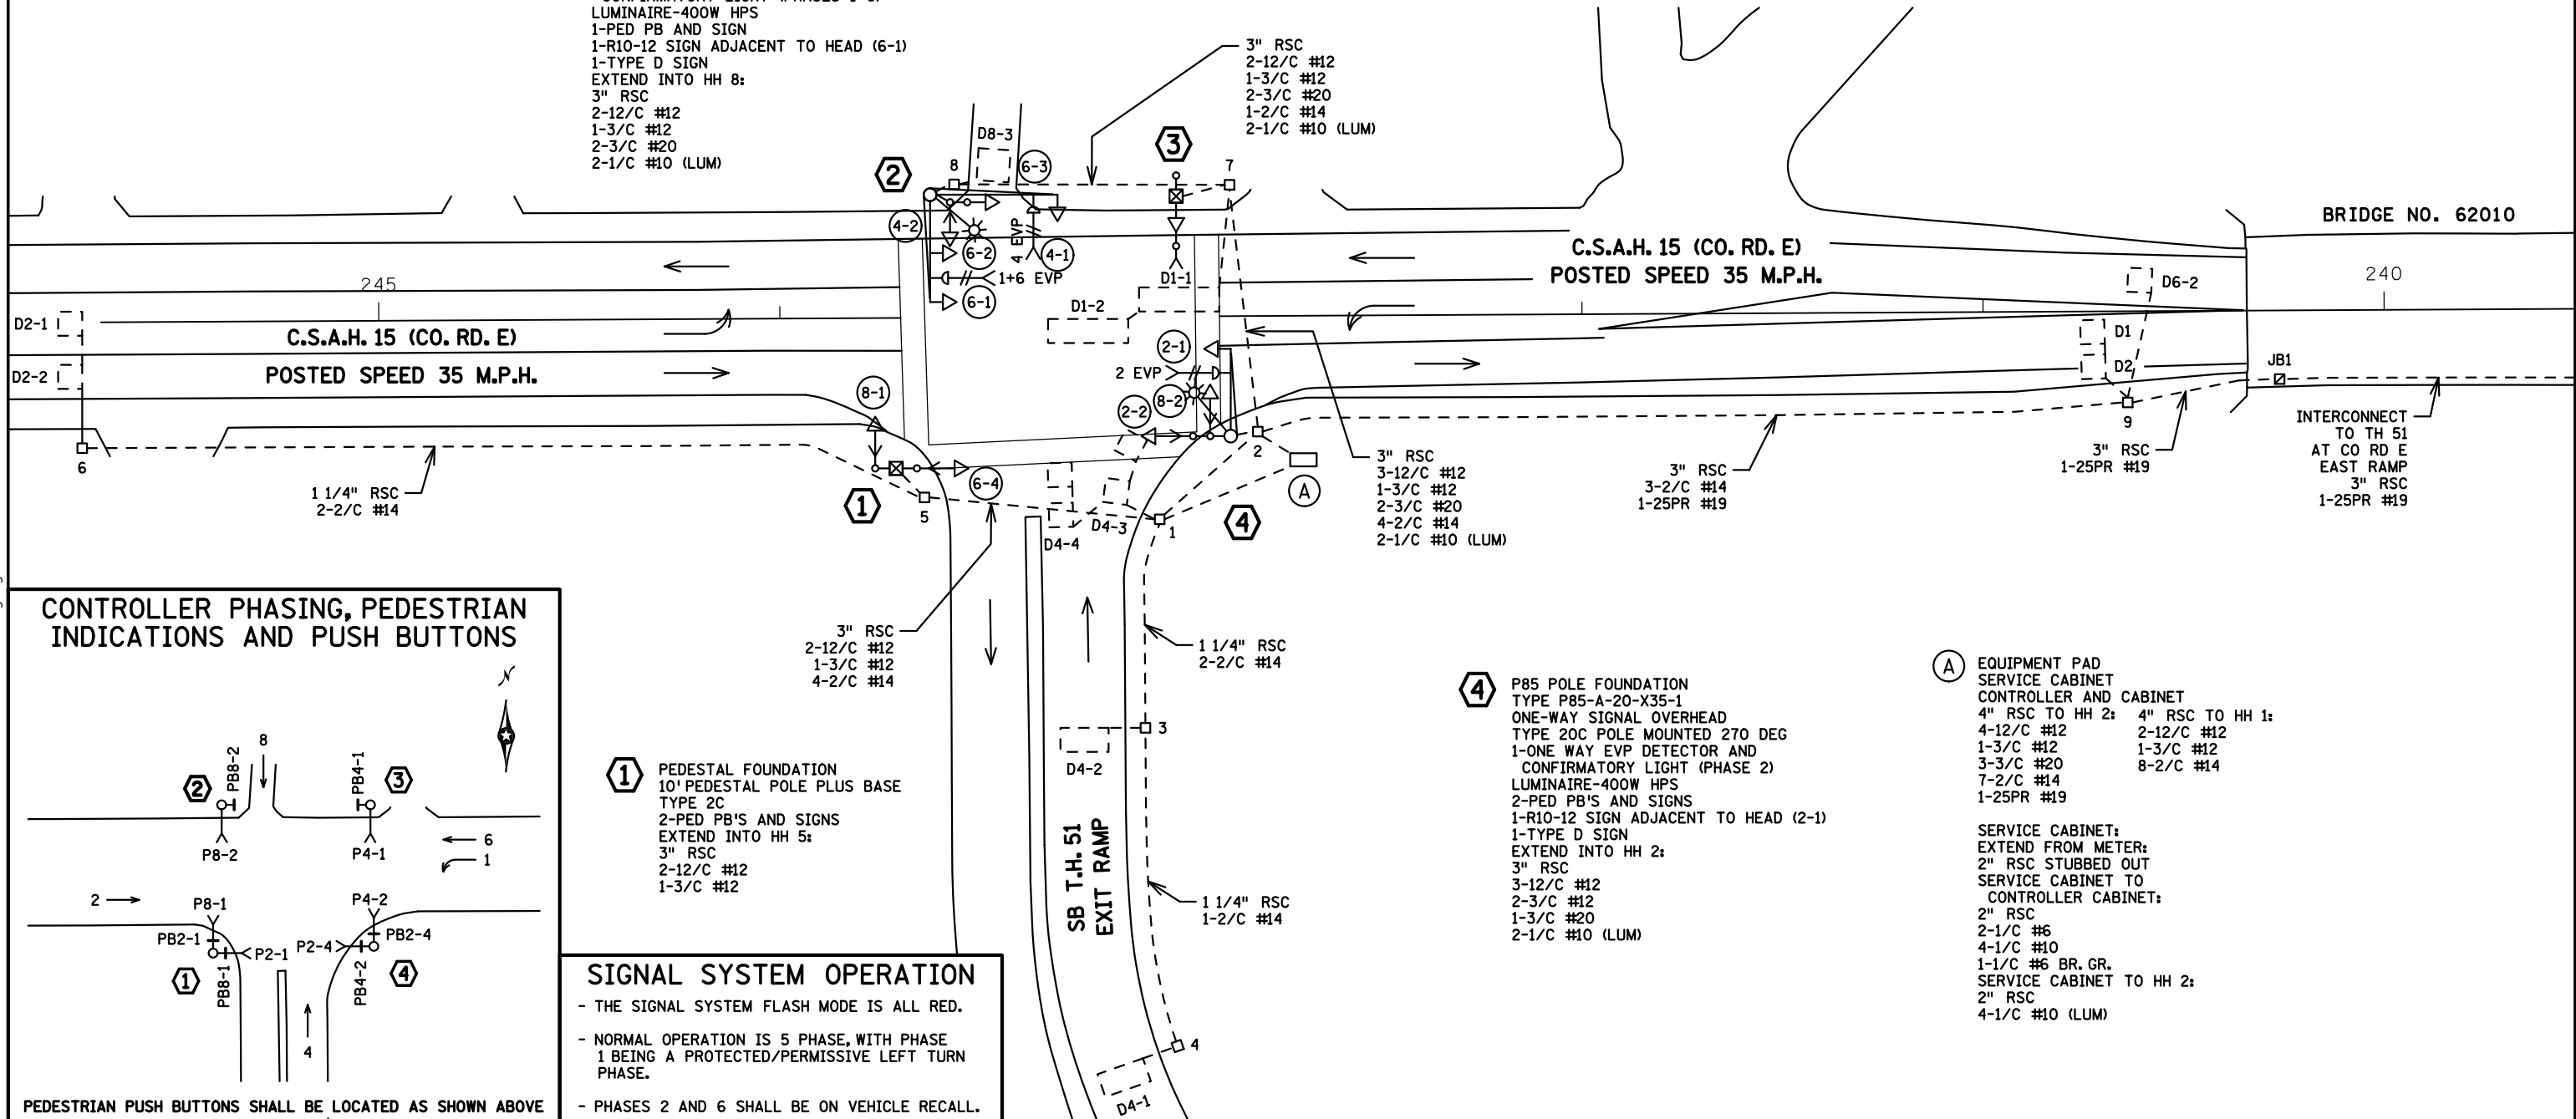 LUMINAIRE-400W HPS
1-PED PB AND SIGN
1-R10-12 SIGN ADJACENT TO HEAD (6-1)
1-TYPE D SIGN
EXTEND INTO HH 8:
3" RSC
2-12/C #12
1-3/C #12
2-3/C #20
2-1/C #10 (LUM)
3" RSC
2-12/C #12
1-3/C #12
2-3/C #20
1-2/C #14
2-1/C #10 (LUM)
D8-3
8
6-3
3
7
2
4-2
4 EVP
4-1
6-2
1+6 EVP
6-1
D1-1
D1-2
C.S.A.H. 15 (CO. RD. E)
POSTED SPEED 35 M.P.H.
BRIDGE NO. 62010
245
240
D6-2
D2-1
C.S.A.H. 15 (CO. RD. E)
D2-2
POSTED SPEED 35 M.P.H.
2-1
2 EVP
8-2
2-2
8-1
D1
D2
JB1
9
6
1 1/4" RSC
2-2/C #14
1
5
6-4
D4-4
D4-3
1
4
2
A
3" RSC
3-12/C #12
1-3/C #12
2-3/C #20
4-2/C #14
2-1/C #10 (LUM)
3" RSC
3-2/C #14
1-25PR #19
3" RSC
1-25PR #19
INTERCONNECT
TO TH 51
AT CO RD E
EAST RAMP
3" RSC
1-25PR #19
3" RSC
2-12/C #12
1-3/C #12
4-2/C #14
1 1/4" RSC
2-2/C #14
3
D4-2
1 1/4" RSC
1-2/C #14
SB T.H. 51
EXIT RAMP
4
D4-1
CONTROLLER PHASING, PEDESTRIAN
INDICATIONS AND PUSH BUTTONS
N
8
2
PB8-2
PB4-1
3
P8-2
P4-1
6
1
2
P8-1
P4-2
PB2-1
P2-1
P2-4
PB2-4
1
PB8-1
PB4-2
4
4
PEDESTRIAN PUSH BUTTONS SHALL BE LOCATED AS SHOWN ABOVE
1
PEDESTAL FOUNDATION
10' PEDESTAL POLE PLUS BASE
TYPE 2C
2-PED PB'S AND SIGNS
EXTEND INTO HH 5:
3" RSC
2-12/C #12
1-3/C #12
SIGNAL SYSTEM OPERATION
- THE SIGNAL SYSTEM FLASH MODE IS ALL RED.
- NORMAL OPERATION IS 5 PHASE, WITH PHASE
1 BEING A PROTECTED/PERMISSIVE LEFT TURN
PHASE.
- PHASES 2 AND 6 SHALL BE ON VEHICLE RECALL.
4
P85 POLE FOUNDATION
TYPE P85-A-20-X35-1
ONE-WAY SIGNAL OVERHEAD
TYPE 20C POLE MOUNTED 270 DEG
1-ONE WAY EVP DETECTOR AND
CONFIRMATORY LIGHT (PHASE 2)
LUMINAIRE-400W HPS
2-PED PB'S AND SIGNS
1-R10-12 SIGN ADJACENT TO HEAD (2-1)
1-TYPE D SIGN
EXTEND INTO HH 2:
3" RSC
3-12/C #12
2-3/C #12
1-3/C #20
2-1/C #10 (LUM)
A
EQUIPMENT PAD
SERVICE CABINET
CONTROLLER AND CABINET
4" RSC TO HH 2:
4-12/C #12
1-3/C #12
3-3/C #20
7-2/C #14
1-25PR #19
4" RSC TO HH 1:
2-12/C #12
1-3/C #12
8-2/C #14
SERVICE CABINET:
EXTEND FROM METER:
2" RSC STUBBED OUT
SERVICE CABINET TO
CONTROLLER CABINET:
2" RSC
2-1/C #6
4-1/C #10
1-1/C #6 BR. GR.
SERVICE CABINET TO HH 2:
2" RSC
4-1/C #10 (LUM)